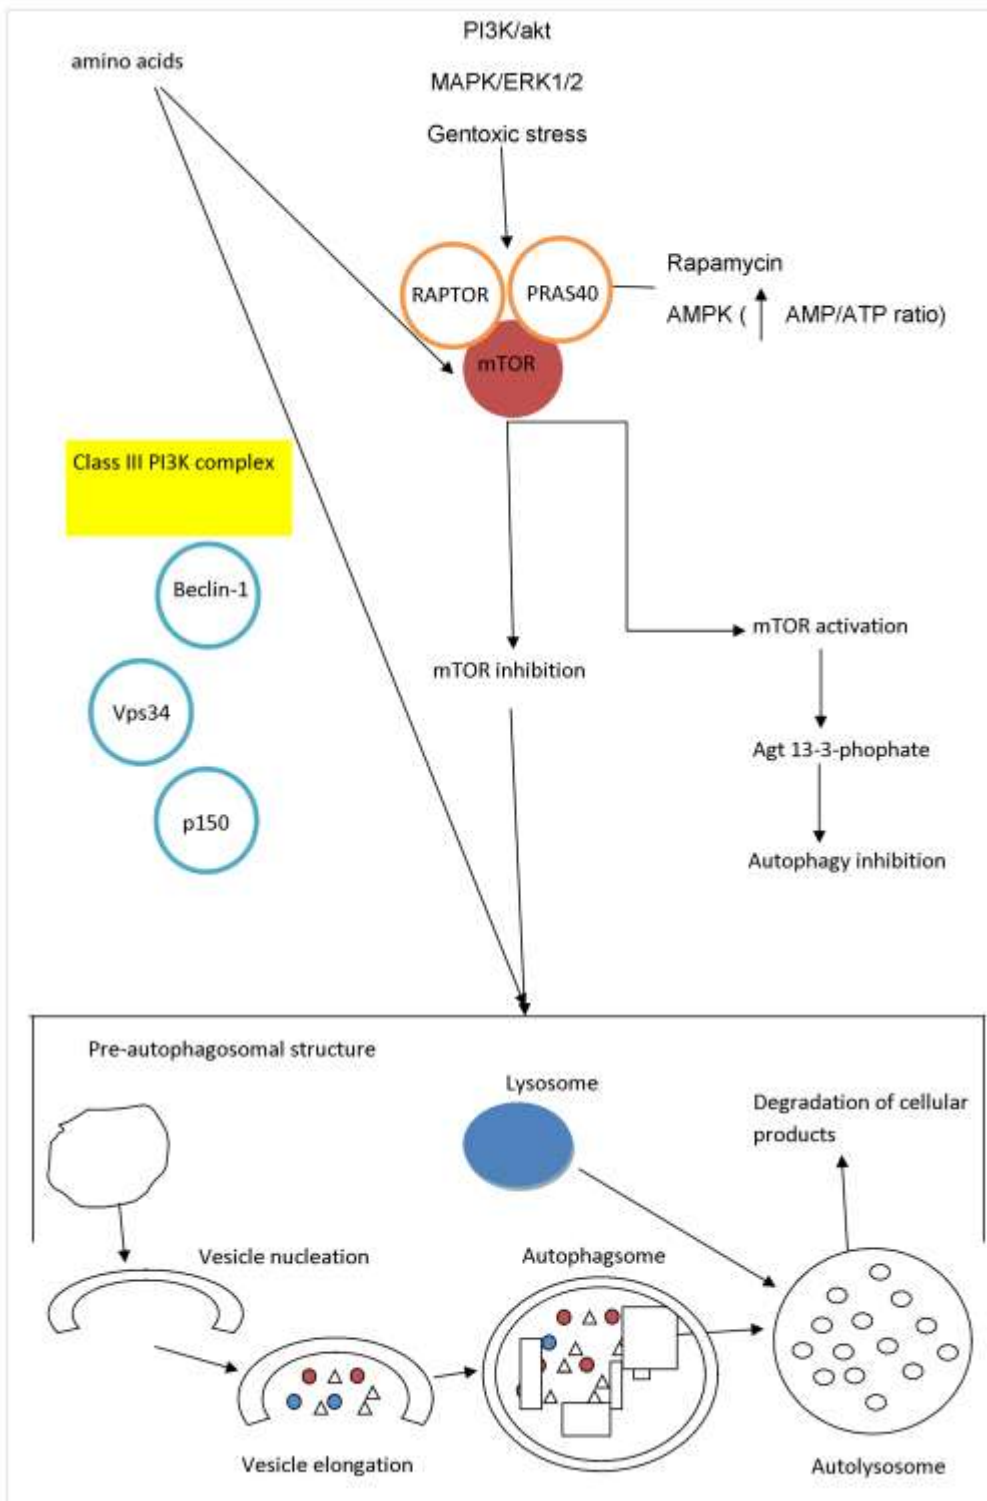 PI3K/akt
amino acids
MAPK/ERK1/2
Gentoxic stress
RAPTOR
PRAS40
Rapamycin
AMPK ( AMP/ATP ratio)
mTOR
Class III PI3K complex
Beclin-1
mTOR activation
mTOR inhibition
Vps34
Agt 13-3-phophate
p150
Autophagy inhibition
Pre-autophagosomal structure
Lysosome
Degradation of cellular
products
Vesicle nucleation
Autophagsome
Vesicle elongation
Autolysosome